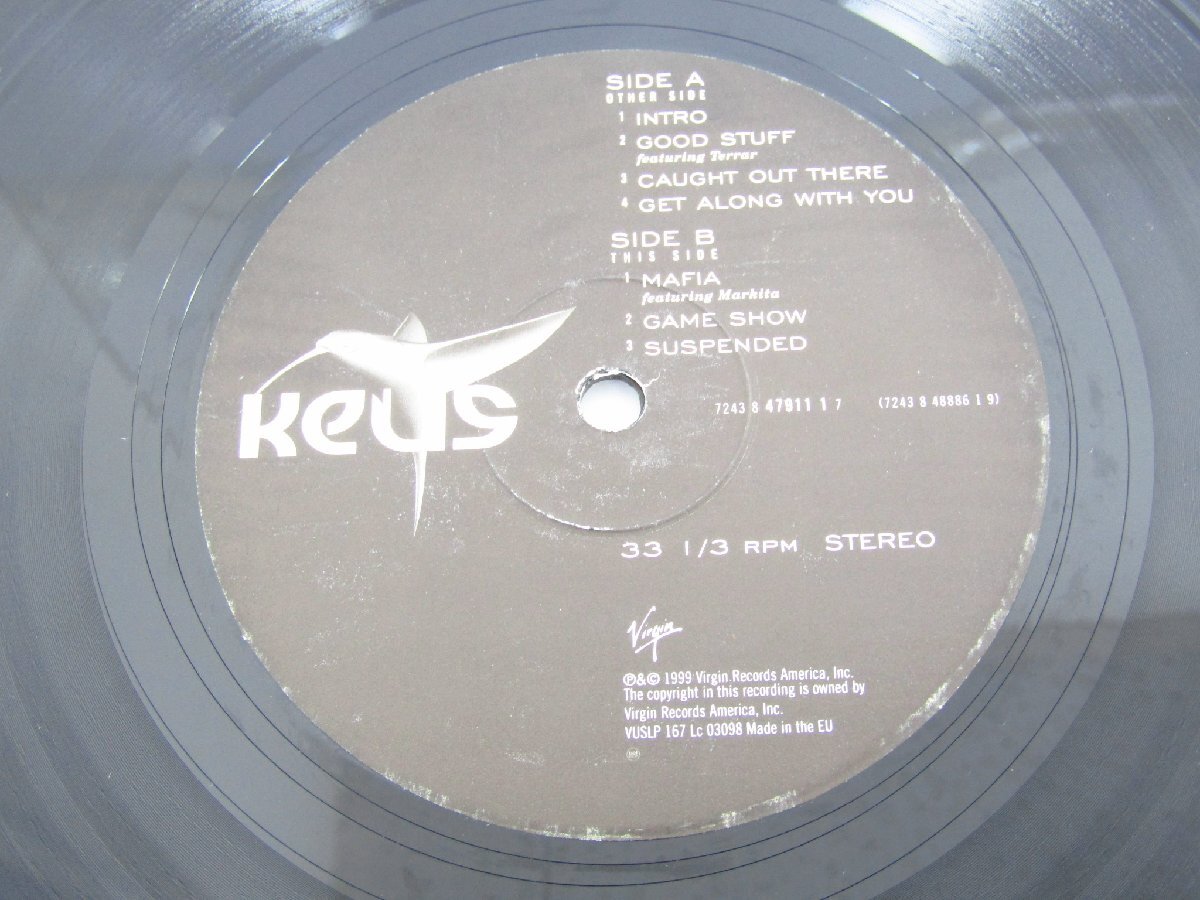 SIDE A
OTHER SIDE
1 INTRO
2 GOOD STUFF
featuring Terrar
3 CAUGHT OUT THERE
4 GET ALONG WITH YOU
SIDE B
THIS SIDE
1 MAFIA
featuring Markita
2 GAME SHOW
3 SUSPENDED
Kelis
7243 8 47911 1 7 (7243 8 48886 1 9)
33 1/3 RPM STEREO
Virgin
℗&© 1999 Virgin Records America, Inc.
The copyright in this recording is owned by
Virgin Records America, Inc.
VUSLP 167 Lc 03098 Made in the EU